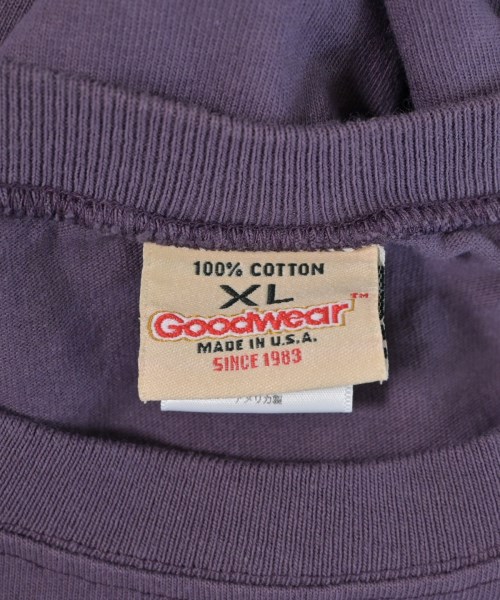 100% COTTON
XL
Goodwear™
MADE IN U.S.A.
SINCE 1983
アメリカ製